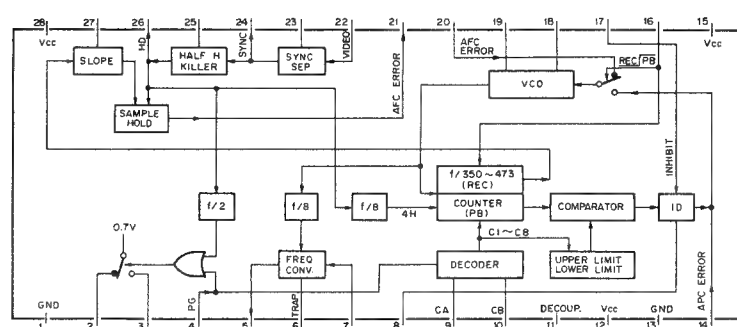 28 27 26 25 24 23 22 21 20 19 18 17 16 15
Vcc
HD
SYNC
VIDEO
AFC ERROR
AFC
ERROR
REC/PB
Vcc
SLOPE
HALF H
KILLER
SYNC
SEP
VCO
SAMPLE
HOLD
INHIBIT
f/350~473
(REC)
f/2
f/8
f/8
4H
COUNTER
(PB)
COMPARATOR
ID
0.7V
C1~C8
FREQ
CONV.
DECODER
UPPER LIMIT
LOWER LIMIT
APC ERROR
GND
PG
TRAP
CA
CB
DECOUP.
Vcc
GND
1 2 3 4 5 6 7 8 9 10 11 12 13 14